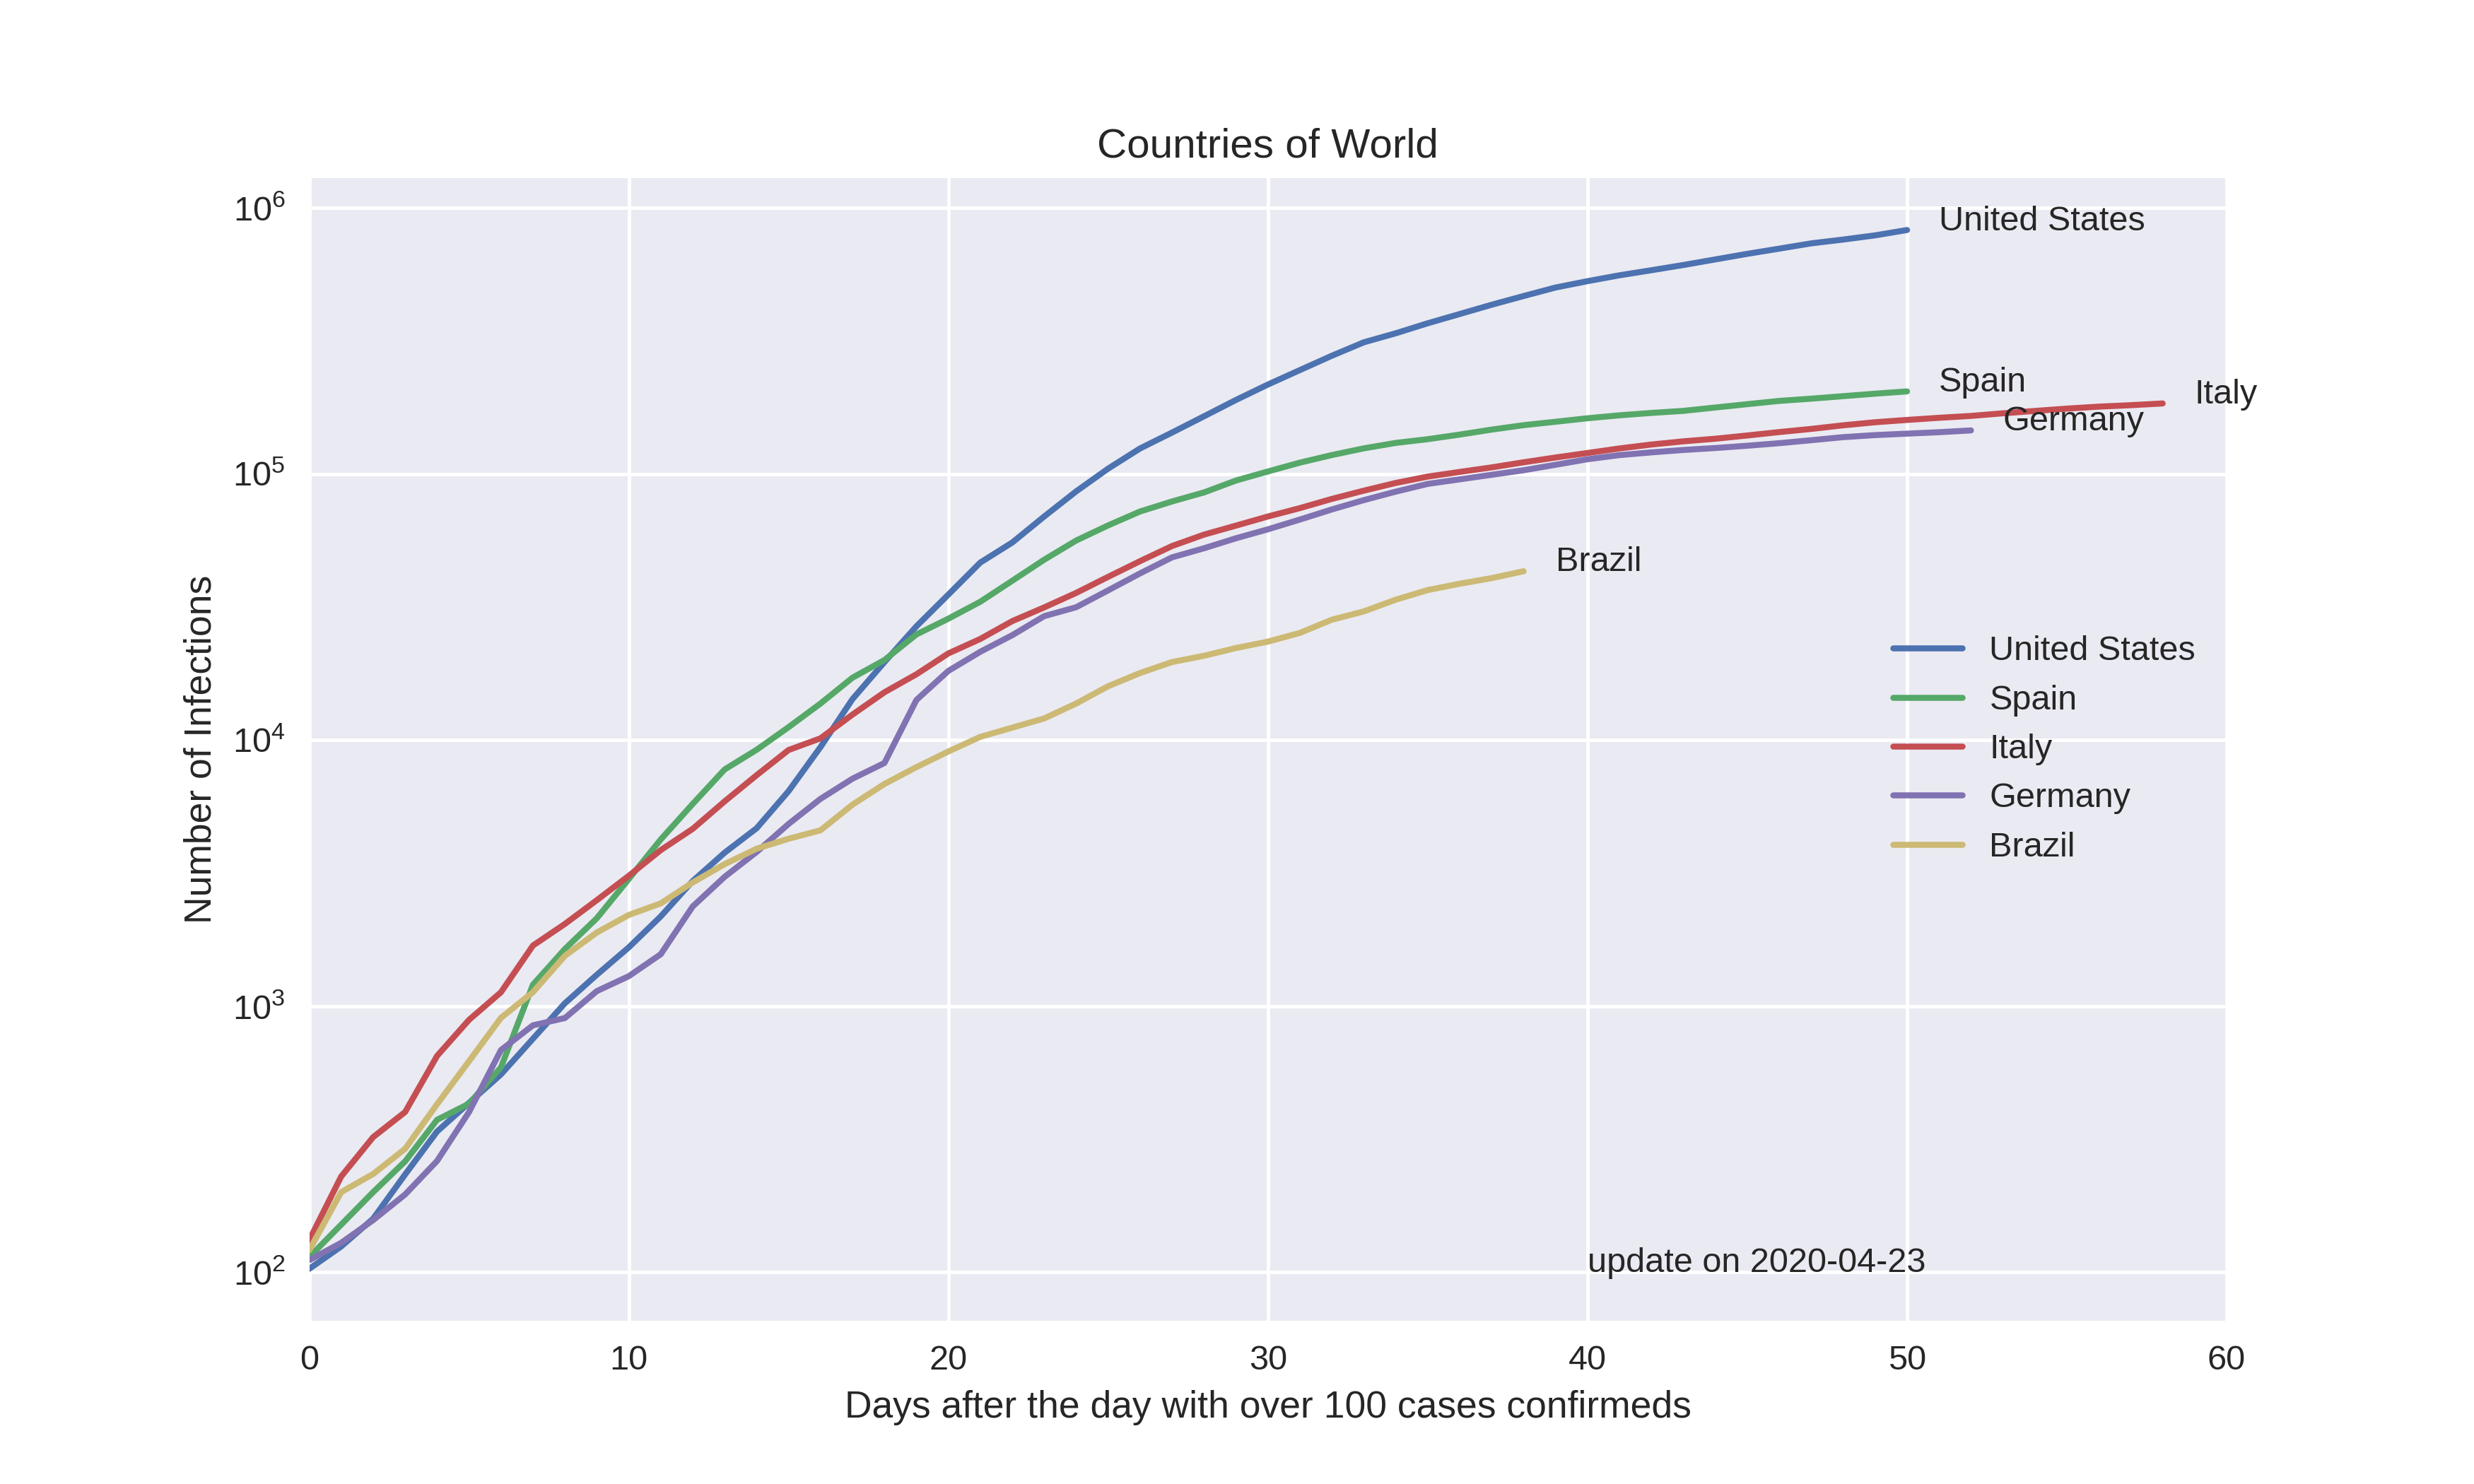 Countries of World
10^6
10^5
10^4
10^3
10^2
Number of Infections
United States
Spain
Italy
Germany
Brazil
United States
Spain
Italy
Germany
Brazil
update on 2020-04-23
0 10 20 30 40 50 60
Days after the day with over 100 cases confirmeds